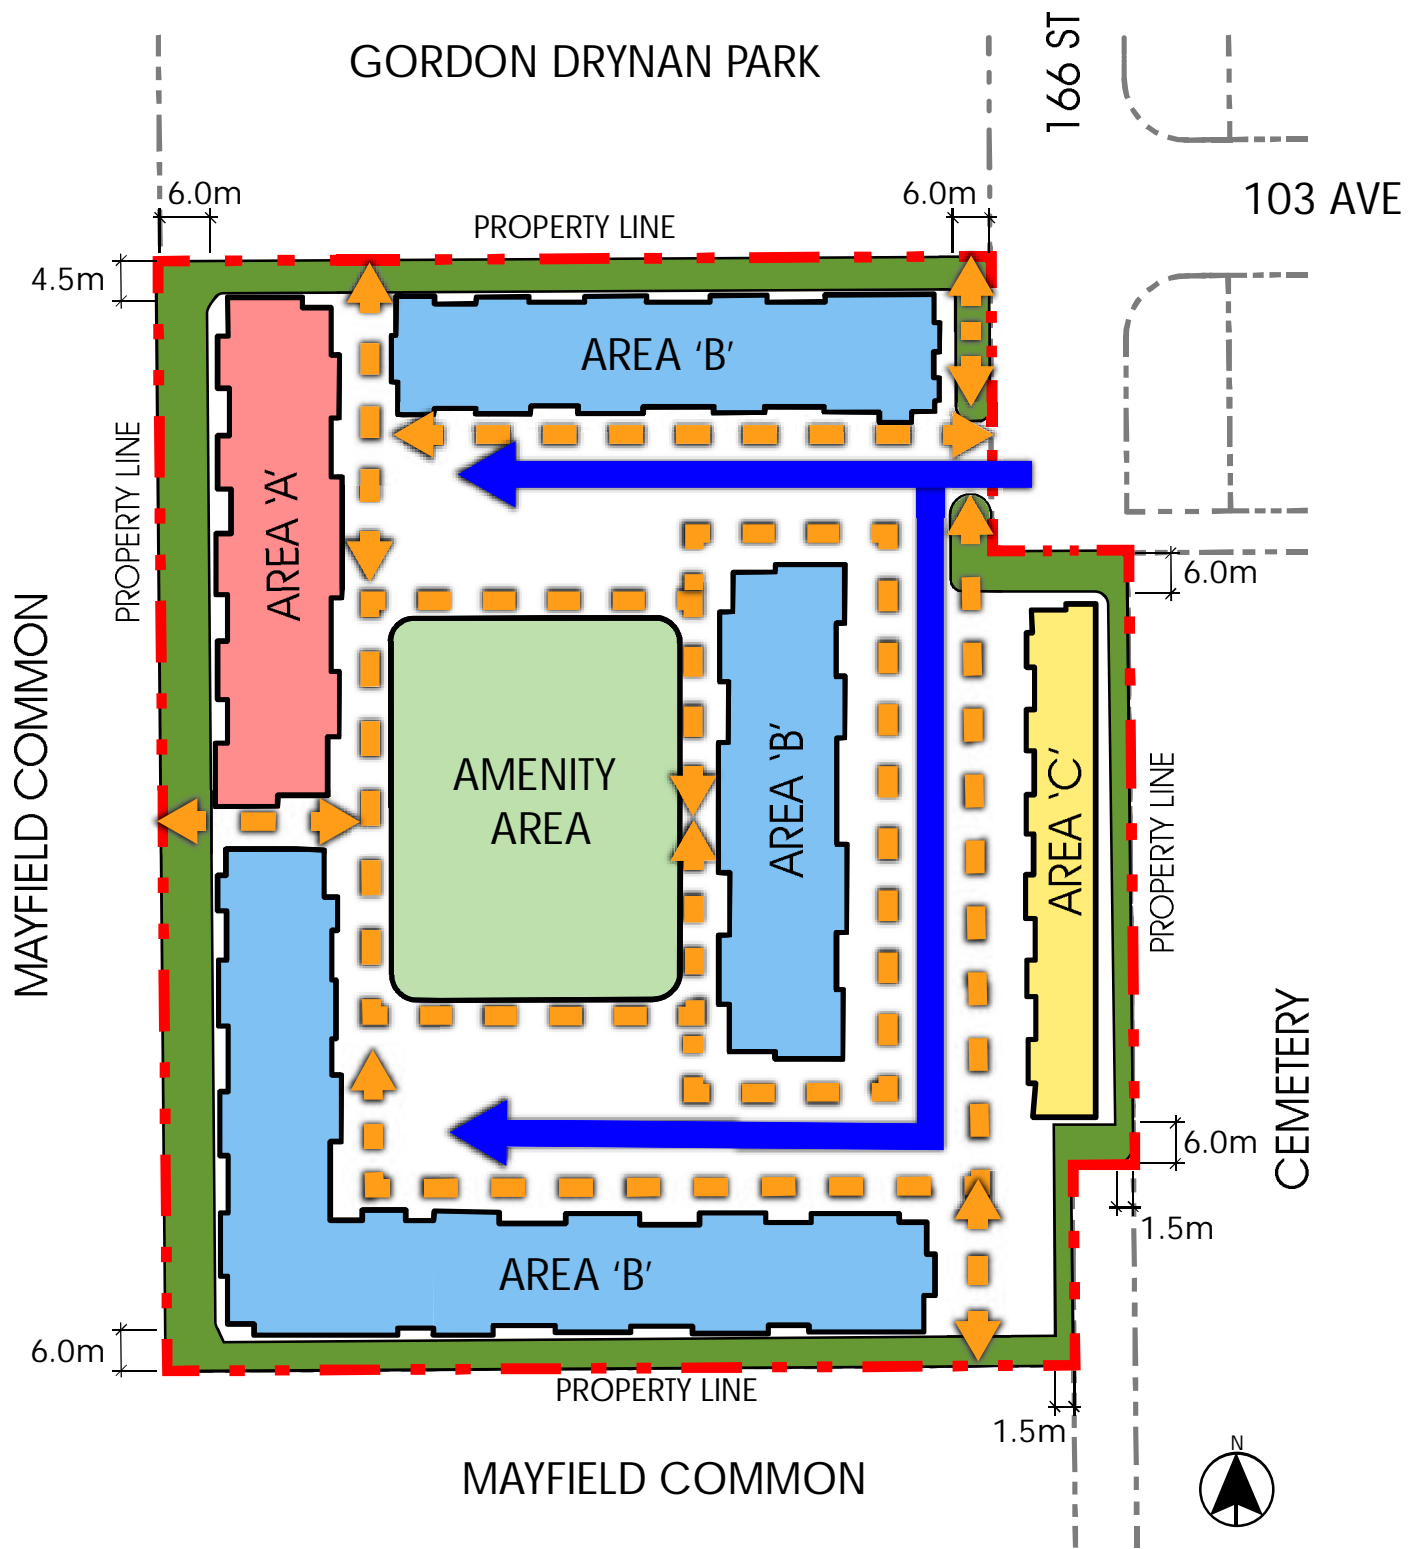 GORDON DRYNAN PARK
166 ST
103 AVE
6.0m
6.0m
PROPERTY LINE
4.5m
AREA 'B'
PROPERTY LINE
AREA 'A'
6.0m
MAYFIELD COMMON
AMENITY
AREA
AREA 'B'
AREA 'C'
PROPERTY LINE
CEMETERY
6.0m
1.5m
AREA 'B'
6.0m
PROPERTY LINE
1.5m
MAYFIELD COMMON
N